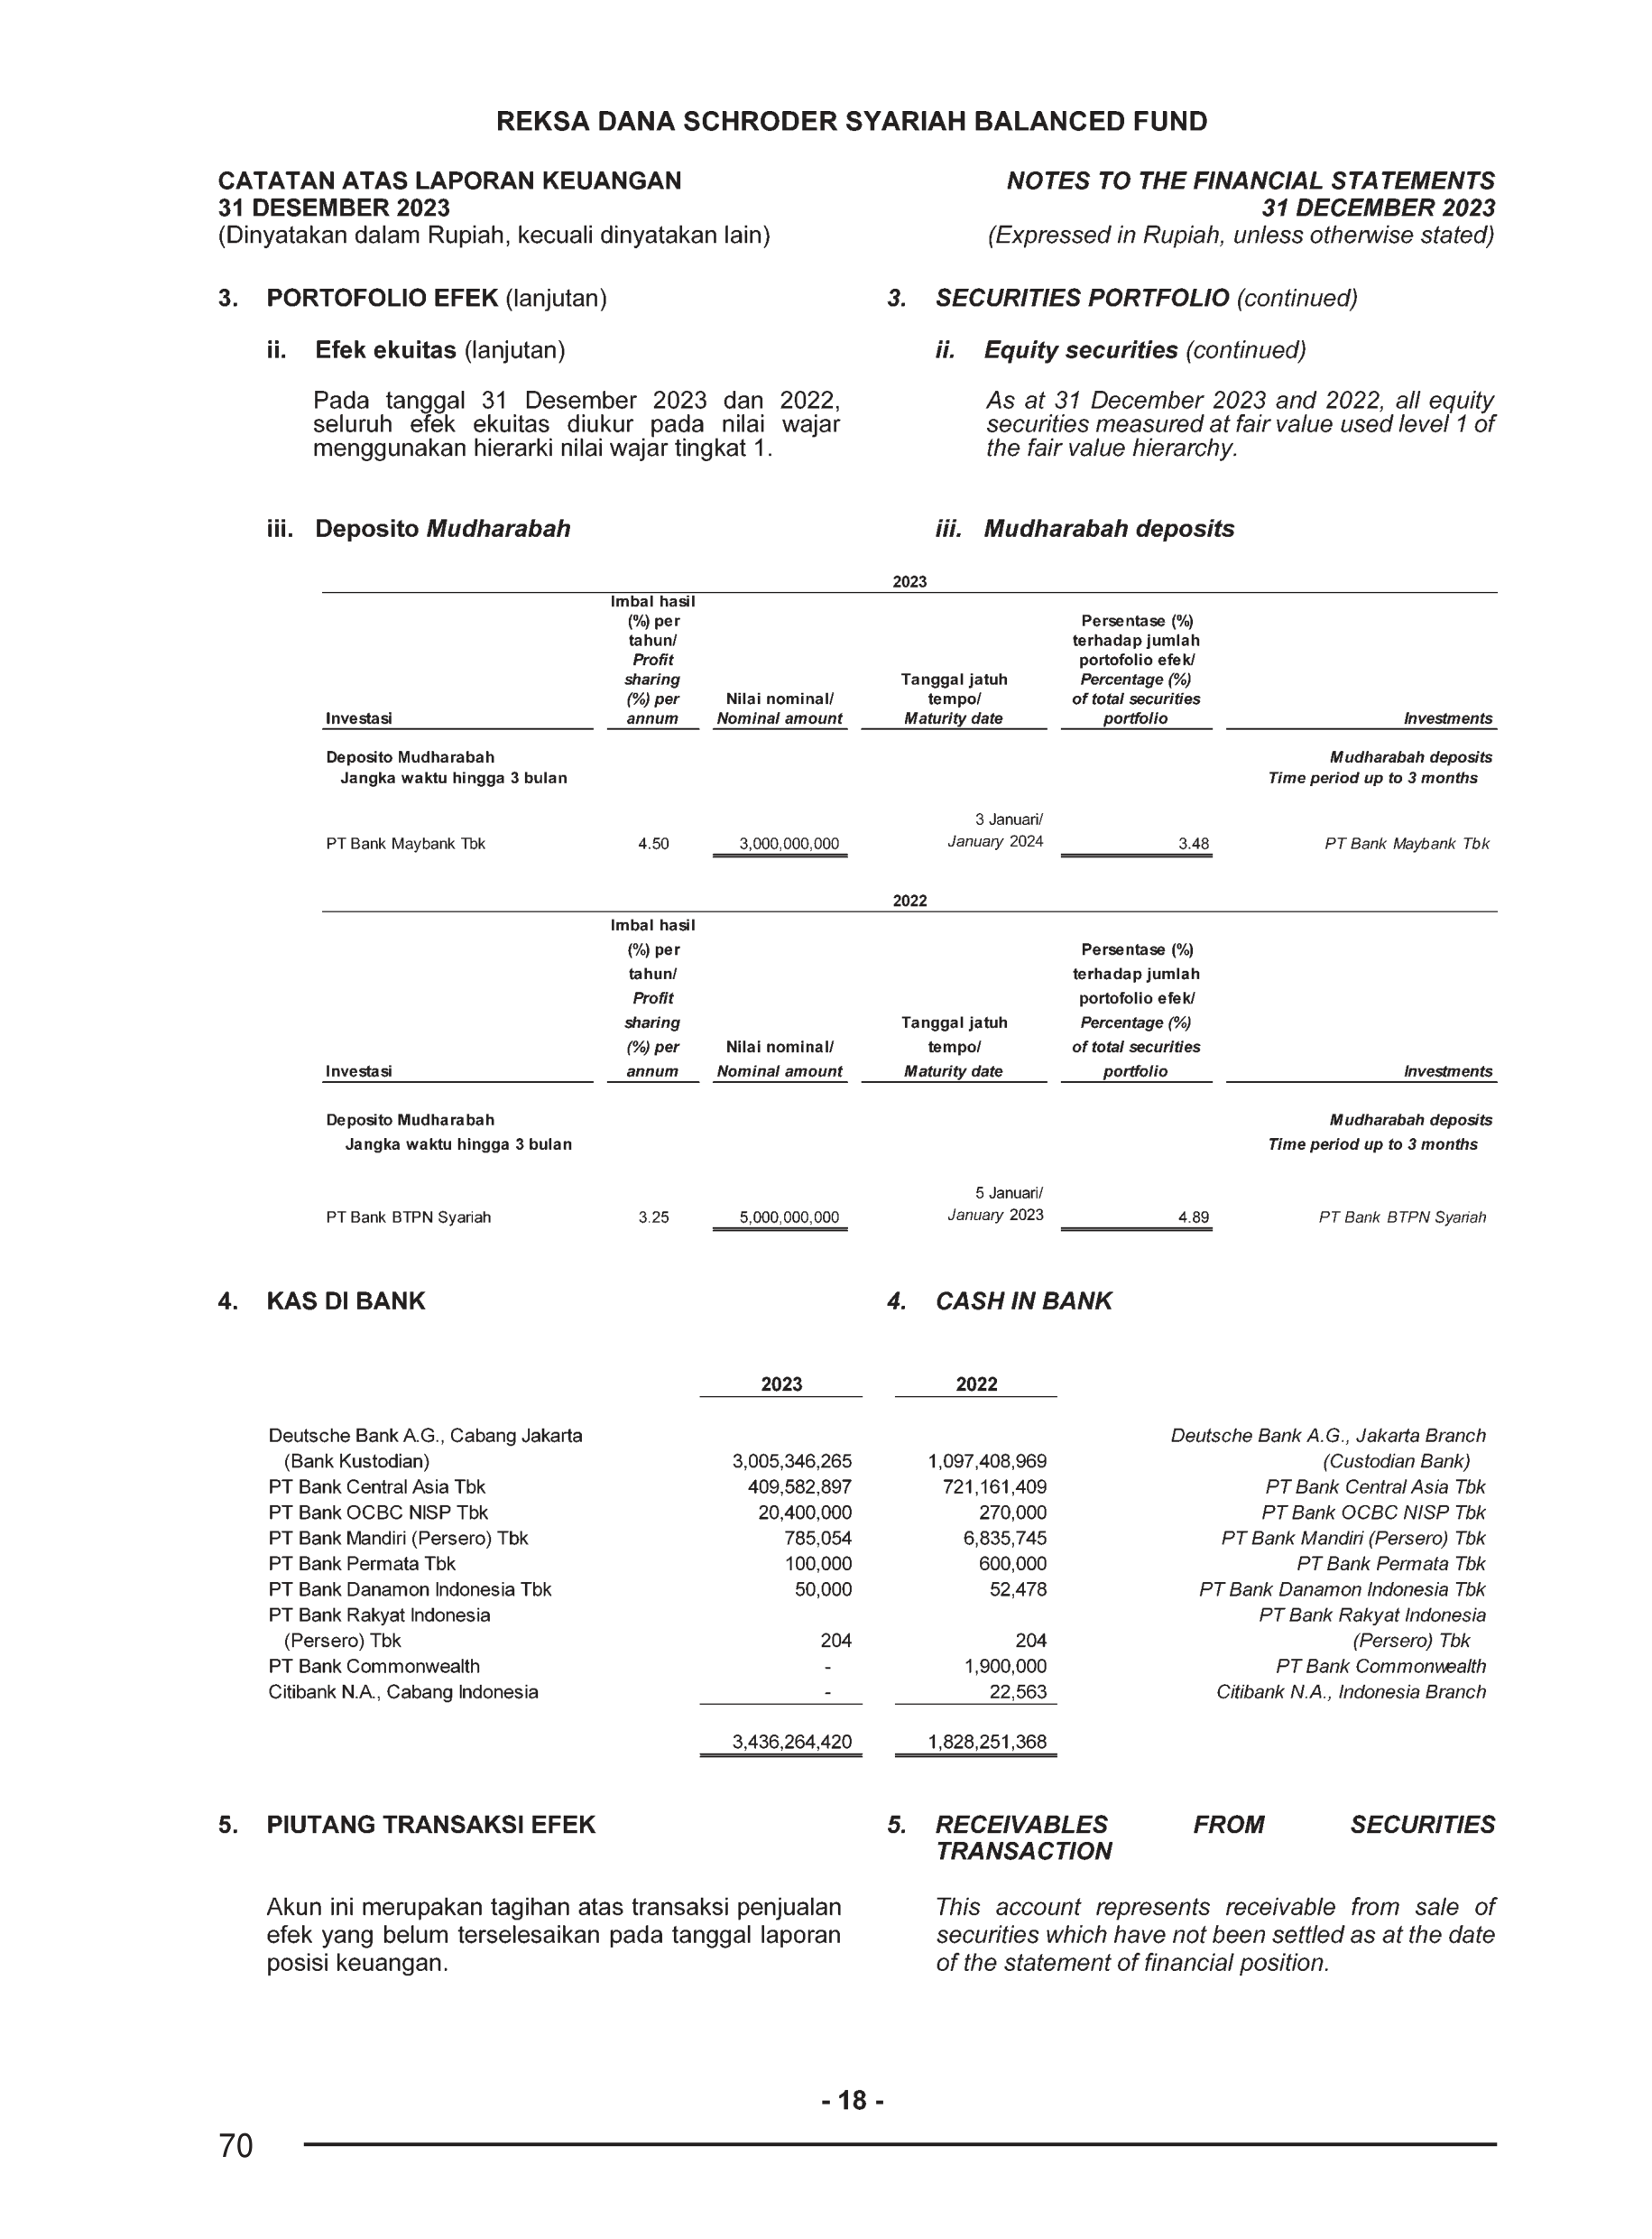 REKSA DANA SCHRODER SYARIAH BALANCED FUND
CATATAN ATAS LAPORAN KEUANGAN
31 DESEMBER 2023
(Dinyatakan dalam Rupiah, kecuali dinyatakan lain)
NOTES TO THE FINANCIAL STATEMENTS
31 DECEMBER 2023
(Expressed in Rupiah, unless otherwise stated)
3. PORTOFOLIO EFEK (lanjutan)
3. SECURITIES PORTFOLIO (continued)
ii. Efek ekuitas (lanjutan)
ii. Equity securities (continued)
Pada tanggal 31 Desember 2023 dan 2022,
seluruh efek ekuitas diukur pada nilai wajar
menggunakan hierarki nilai wajar tingkat 1.
As at 31 December 2023 and 2022, all equity
securities measured at fair value used level 1 of
the fair value hierarchy.
iii. Deposito Mudharabah
iii. Mudharabah deposits
2023
Imbal hasil
(%) per Persentase (%)
tahun/ terhadap jumlah
Profit portofolio efek/
sharing Tanggal jatuh Percentage (%)
(%) per Nilai nominal/ tempo/ of total securities
Investasi annum Nominal amount Maturity date portfolio Investments
Deposito Mudharabah Mudharabah deposits
Jangka waktu hingga 3 bulan Time period up to 3 months
3 Januari/
PT Bank Maybank Tbk 4.50 3,000,000,000 January 2024 3.48 PT Bank Maybank Tbk
2022
Imbal hasil
(%) per Persentase (%)
tahun/ terhadap jumlah
Profit portofolio efek/
sharing Tanggal jatuh Percentage (%)
(%) per Nilai nominal/ tempo/ of total securities
Investasi annum Nominal amount Maturity date portfolio Investments
Deposito Mudharabah Mudharabah deposits
Jangka waktu hingga 3 bulan Time period up to 3 months
5 Januari/
PT Bank BTPN Syariah 3.25 5,000,000,000 January 2023 4.89 PT Bank BTPN Syariah
4. KAS DI BANK
4. CASH IN BANK
2023 2022
Deutsche Bank A.G., Cabang Jakarta Deutsche Bank A.G., Jakarta Branch
(Bank Kustodian) 3,005,346,265 1,097,408,969 (Custodian Bank)
PT Bank Central Asia Tbk 409,582,897 721,161,409 PT Bank Central Asia Tbk
PT Bank OCBC NISP Tbk 20,400,000 270,000 PT Bank OCBC NISP Tbk
PT Bank Mandiri (Persero) Tbk 785,054 6,835,745 PT Bank Mandiri (Persero) Tbk
PT Bank Permata Tbk 100,000 600,000 PT Bank Permata Tbk
PT Bank Danamon Indonesia Tbk 50,000 52,478 PT Bank Danamon Indonesia Tbk
PT Bank Rakyat Indonesia PT Bank Rakyat Indonesia
(Persero) Tbk 204 204 (Persero) Tbk
PT Bank Commonwealth - 1,900,000 PT Bank Commonwealth
Citibank N.A., Cabang Indonesia - 22,563 Citibank N.A., Indonesia Branch
3,436,264,420 1,828,251,368
5. PIUTANG TRANSAKSI EFEK
5. RECEIVABLES FROM SECURITIES
TRANSACTION
Akun ini merupakan tagihan atas transaksi penjualan
efek yang belum terselesaikan pada tanggal laporan
posisi keuangan.
This account represents receivable from sale of
securities which have not been settled as at the date
of the statement of financial position.
- 18 -
70